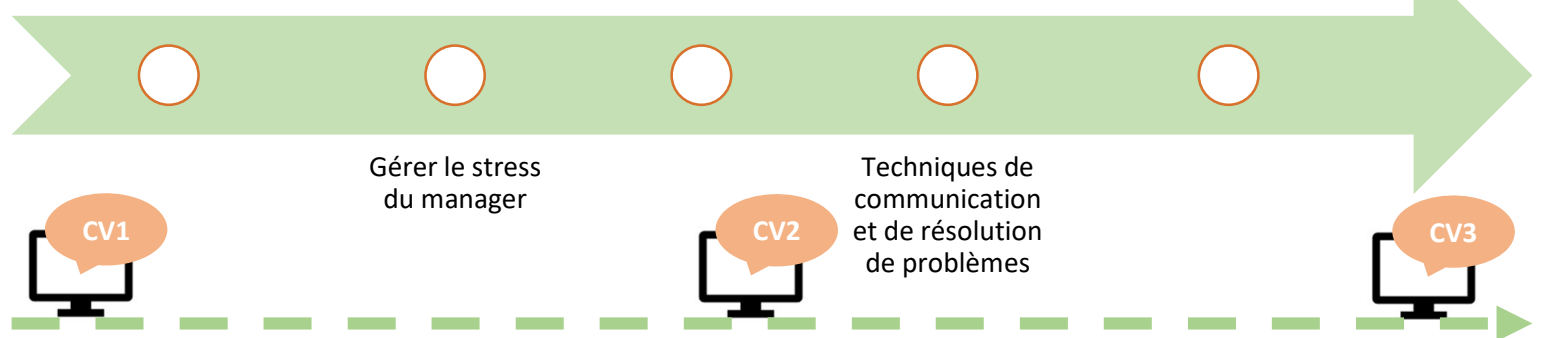 Gérer le stress
du manager
Techniques de
communication
et de résolution
de problèmes
CV1
CV2
CV3